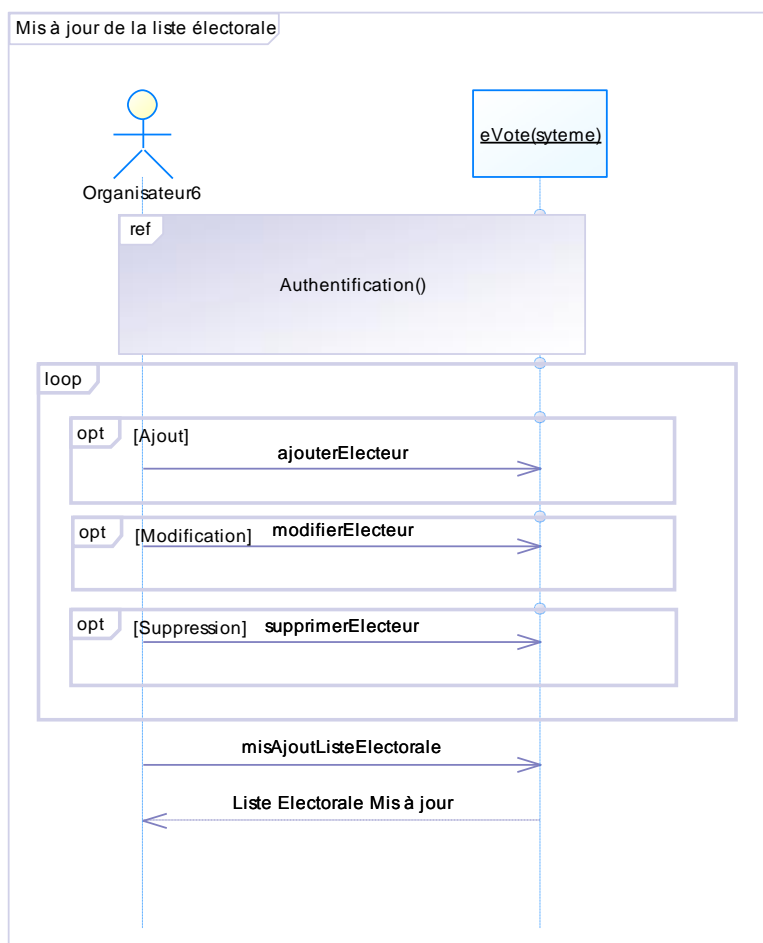 Mis à jour de la liste électorale
eVote(syteme)
Organisateur6
ref
Authentification()
loop
opt [Ajout]
ajouterElecteur
opt [Modification] modifierElecteur
opt [Suppression] supprimerElecteur
misAjoutListeElectorale
Liste Electorale Mis à jour